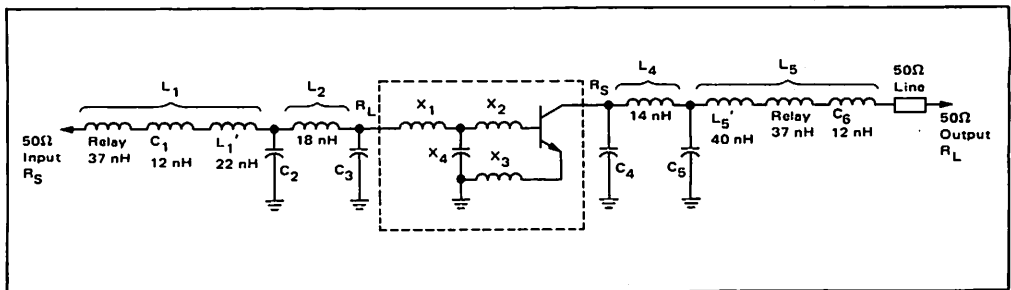 L1
L2
RL
X1
X2
RS
L4
L5
50Ω
Line
50Ω
Input
RS
Relay
37 nH
C1
12 nH
L1'
22 nH
C2
18 nH
C3
X4
X3
C4
14 nH
C5
L5'
40 nH
Relay
37 nH
C6
12 nH
50Ω
Output
RL